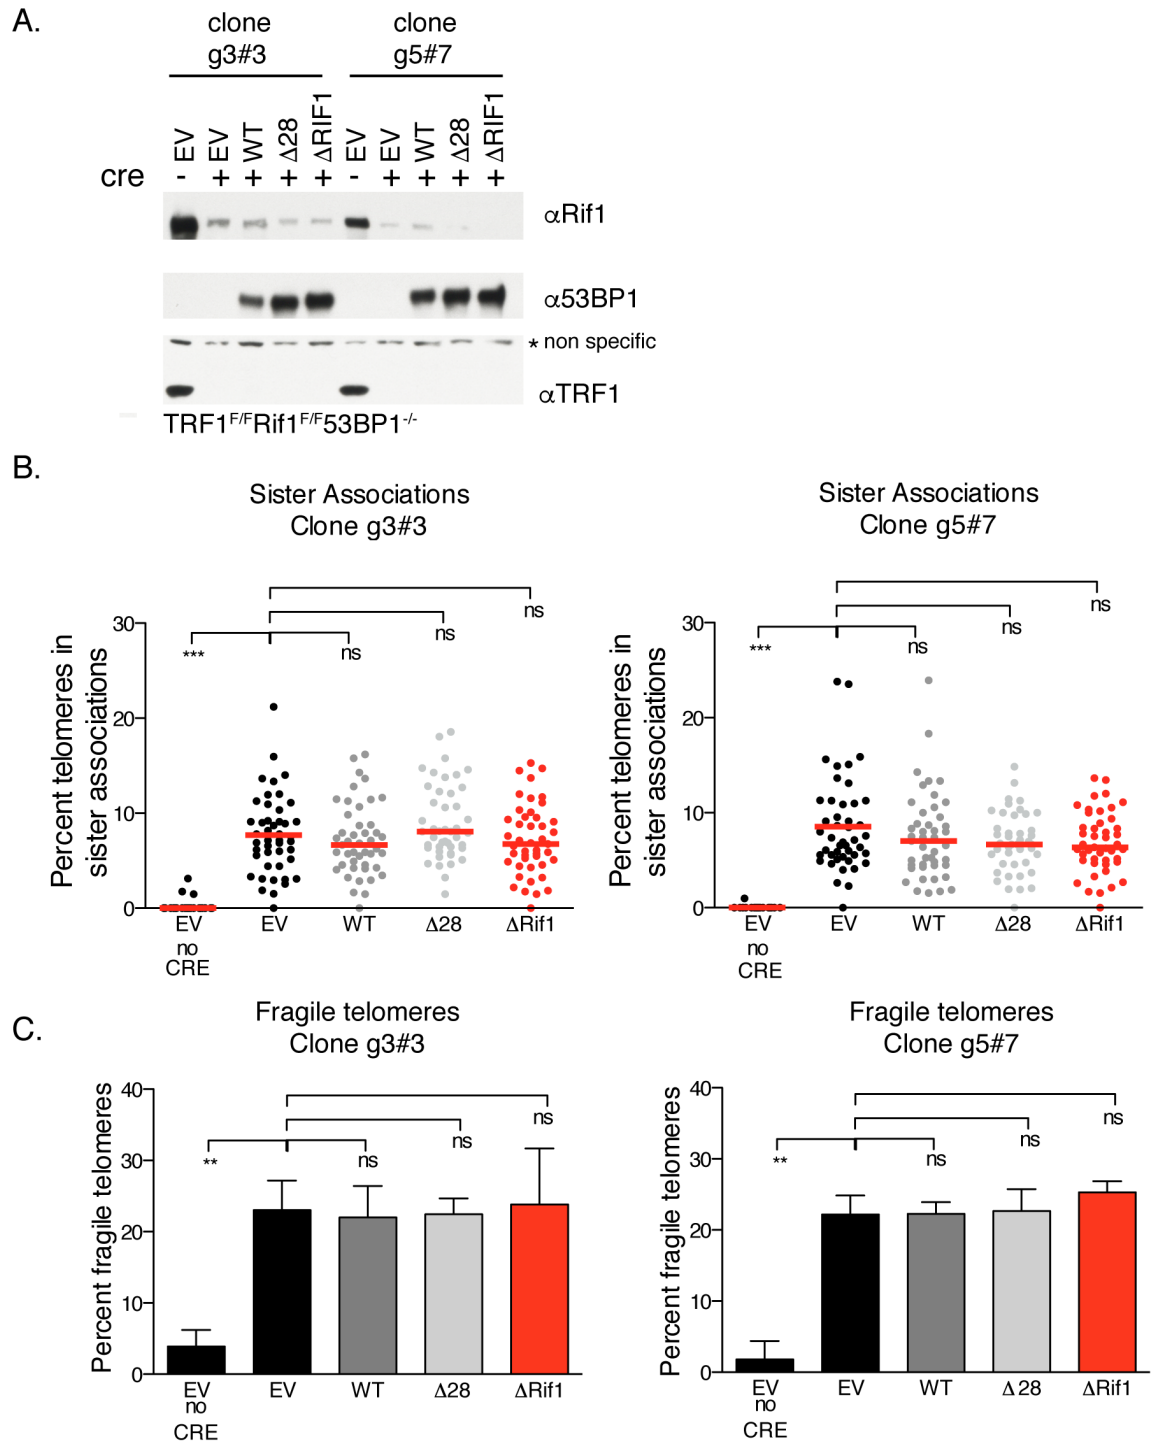 A.
clone
g3#3
clone
g5#7
EV EV WT Δ28 ΔRIF1 EV EV WT Δ28 ΔRIF1
cre - + + + + - + + + +
αRif1
α53BP1
* non specific
αTRF1
TRF1F/FRif1F/F53BP1-/-
B.
Sister Associations
Clone g3#3
ns
ns
***
ns
Percent telomeres in
sister associations
30
20
10
0
EV
no
CRE
EV
WT
Δ28
ΔRif1
Sister Associations
Clone g5#7
ns
ns
***
ns
Percent telomeres in
sister associations
30
20
10
0
EV
no
CRE
EV
WT
Δ28
ΔRif1
C.
Fragile telomeres
Clone g3#3
ns
ns
**
ns
Percent fragile telomeres
40
30
20
10
0
EV
no
CRE
EV
WT
Δ28
ΔRif1
Fragile telomeres
Clone g5#7
ns
ns
**
ns
Percent fragile telomeres
40
30
20
10
0
EV
no
CRE
EV
WT
Δ 28
ΔRif1